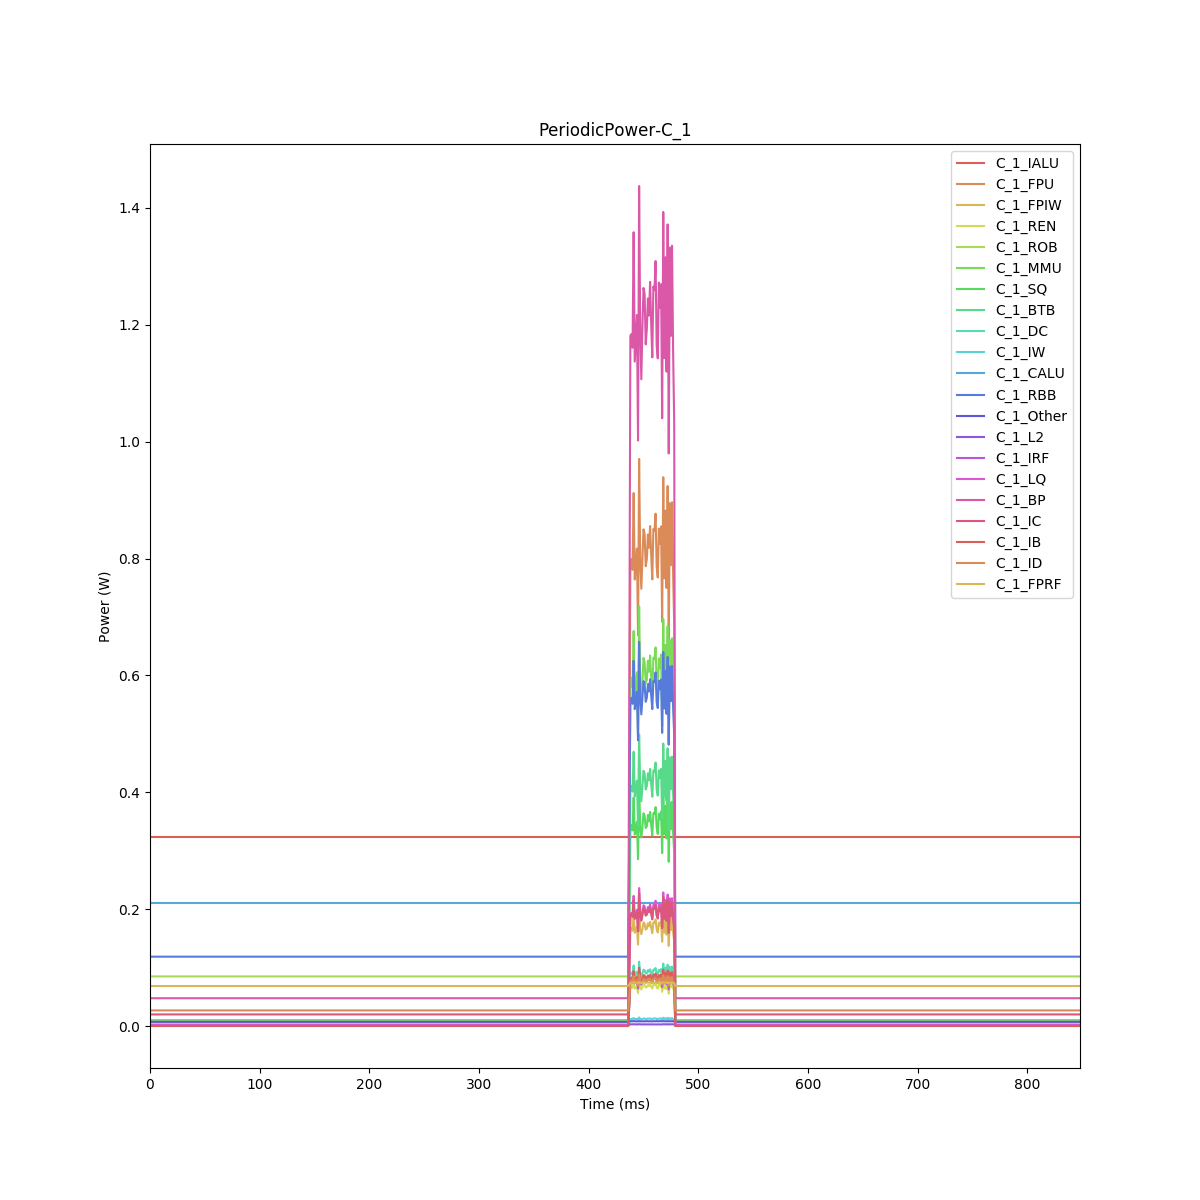 PeriodicPower-C_1
1.4
1.2
1.0
0.8
0.6
0.4
0.2
0.0
Power (W)
0
100
200
300
400
500
600
700
800
Time (ms)
C_1_IALU
C_1_FPU
C_1_FPIW
C_1_REN
C_1_ROB
C_1_MMU
C_1_SQ
C_1_BTB
C_1_DC
C_1_IW
C_1_CALU
C_1_RBB
C_1_Other
C_1_L2
C_1_IRF
C_1_LQ
C_1_BP
C_1_IC
C_1_IB
C_1_ID
C_1_FPRF